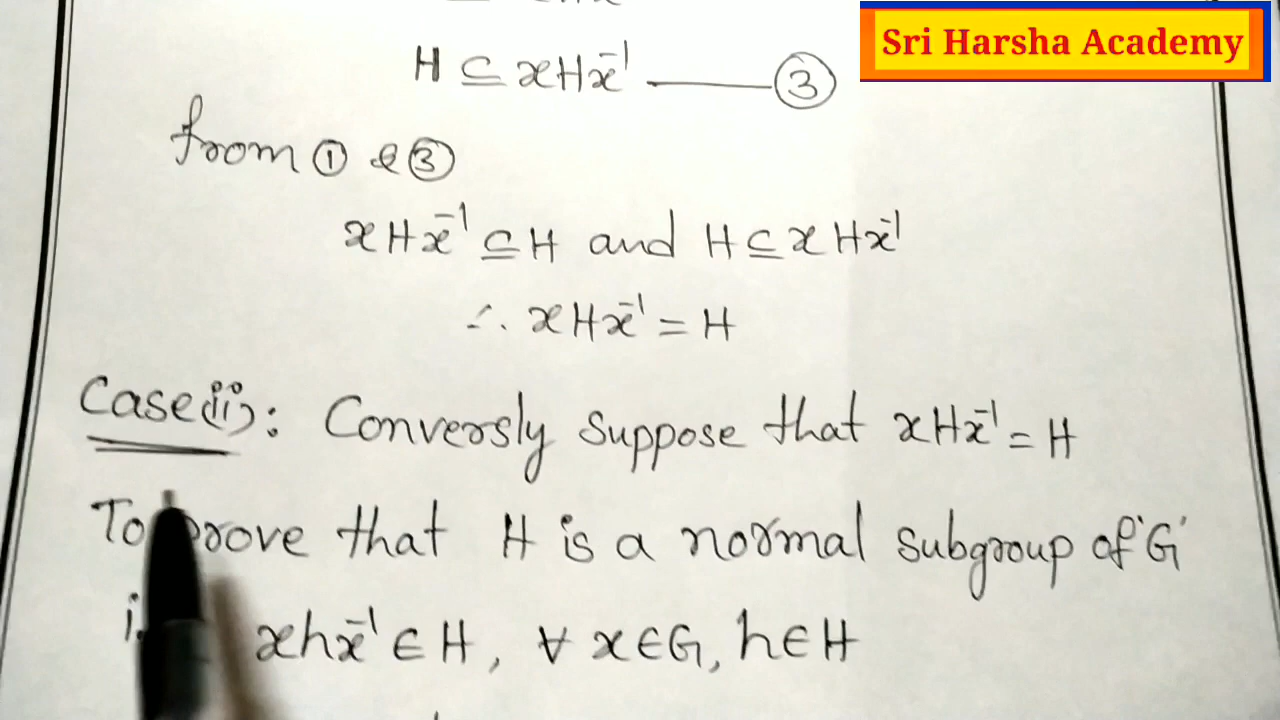 Sri Harsha Academy
H ⊆ xHx⁻¹ —— ③
from ① & ③
xHx⁻¹ ⊆ H and H ⊆ xHx⁻¹
∴ xHx⁻¹ = H
Case(ii): Conversly suppose that xHx⁻¹ = H
To prove that H is a normal subgroup of 'G'
xhx⁻¹ ∈ H, ∀ x∈G, h∈H